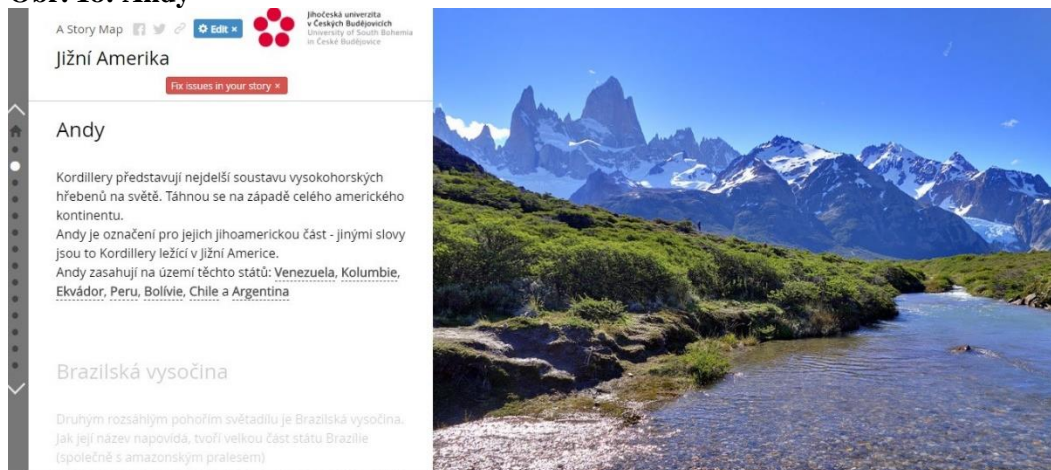 Obr. 18: Andy
A Story Map Edit ×
Jihočeská univerzita
v Českých Budějovicích
University of South Bohemia
in České Budějovice
Jižní Amerika
Fix issues in your story ×
Andy
Kordillery představují nejdelší soustavu vysokohorských
hřebenů na světě. Táhnou se na západě celého amerického
kontinentu.
Andy je označení pro jejich jihoamerickou část - jinými slovy
jsou to Kordillery ležící v Jižní Americe.
Andy zasahují na území těchto států: Venezuela, Kolumbie,
Ekvádor, Peru, Bolívie, Chile a Argentina
Brazilská vysočina
Druhým rozsáhlým pohořím světadílu je Brazilská vysočina.
Jak její název napovídá, tvoří velkou část státu Brazílie
(společně s amazonským pralesem)